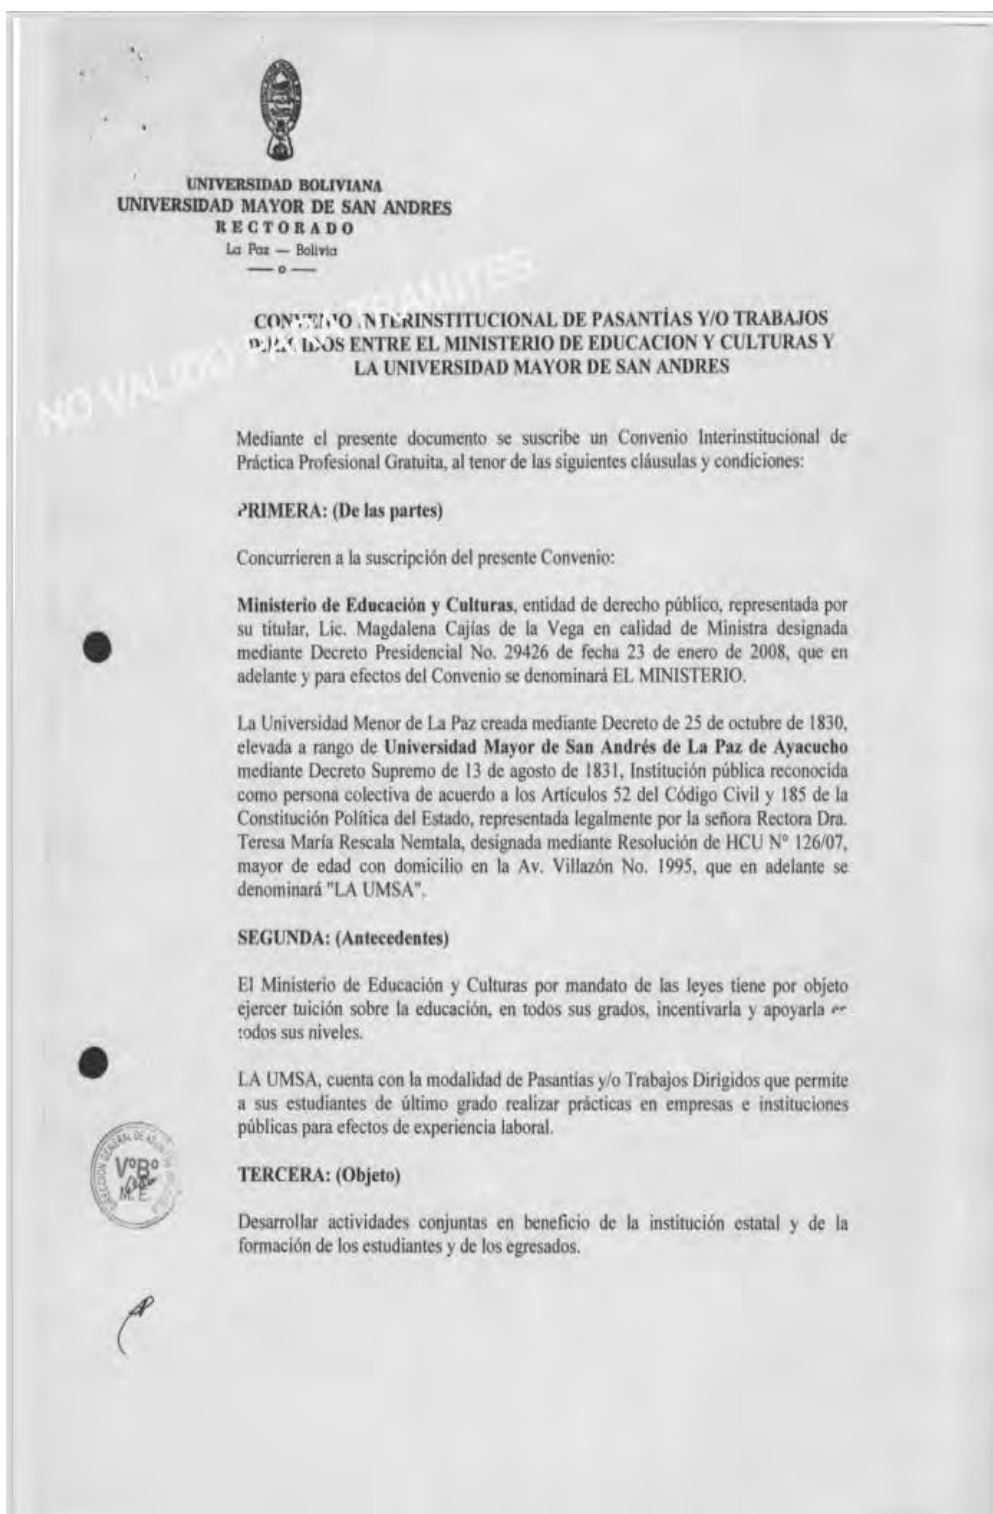 UNIVERSIDAD BOLIVIANA
UNIVERSIDAD MAYOR DE SAN ANDRES
RECTORADO
La Paz — Bolivia
— o —
NO VALIDO TRAMITES
CONVENIO INTERINSTITUCIONAL DE PASANTÍAS Y/O TRABAJOS
DIRIGIDOS ENTRE EL MINISTERIO DE EDUCACION Y CULTURAS Y
LA UNIVERSIDAD MAYOR DE SAN ANDRES
Mediante el presente documento se suscribe un Convenio Interinstitucional de
Práctica Profesional Gratuita, al tenor de las siguientes cláusulas y condiciones:
PRIMERA: (De las partes)
Concurrieren a la suscripción del presente Convenio:
Ministerio de Educación y Culturas, entidad de derecho público, representada por
su titular, Lic. Magdalena Cajías de la Vega en calidad de Ministra designada
mediante Decreto Presidencial No. 29426 de fecha 23 de enero de 2008, que en
adelante y para efectos del Convenio se denominará EL MINISTERIO.
La Universidad Menor de La Paz creada mediante Decreto de 25 de octubre de 1830,
elevada a rango de Universidad Mayor de San Andrés de La Paz de Ayacucho
mediante Decreto Supremo de 13 de agosto de 1831, Institución pública reconocida
como persona colectiva de acuerdo a los Artículos 52 del Código Civil y 185 de la
Constitución Política del Estado, representada legalmente por la señora Rectora Dra.
Teresa María Rescala Nemtala, designada mediante Resolución de HCU N° 126/07,
mayor de edad con domicilio en la Av. Villazón No. 1995, que en adelante se
denominará "LA UMSA".
SEGUNDA: (Antecedentes)
El Ministerio de Educación y Culturas por mandato de las leyes tiene por objeto
ejercer tuición sobre la educación, en todos sus grados, incentivarla y apoyarla en
todos sus niveles.
LA UMSA, cuenta con la modalidad de Pasantías y/o Trabajos Dirigidos que permite
a sus estudiantes de último grado realizar prácticas en empresas e instituciones
públicas para efectos de experiencia laboral.
DIRECCION GENERAL DE
V°B°
M. E.
TERCERA: (Objeto)
Desarrollar actividades conjuntas en beneficio de la institución estatal y de la
formación de los estudiantes y de los egresados.